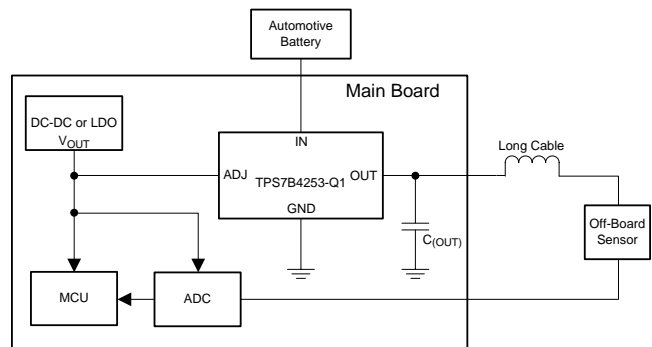 Automotive
Battery
Main Board
DC-DC or LDO
VOUT
IN
ADJ
TPS7B4253-Q1
OUT
GND
Long Cable
C(OUT)
Off-Board
Sensor
MCU
ADC